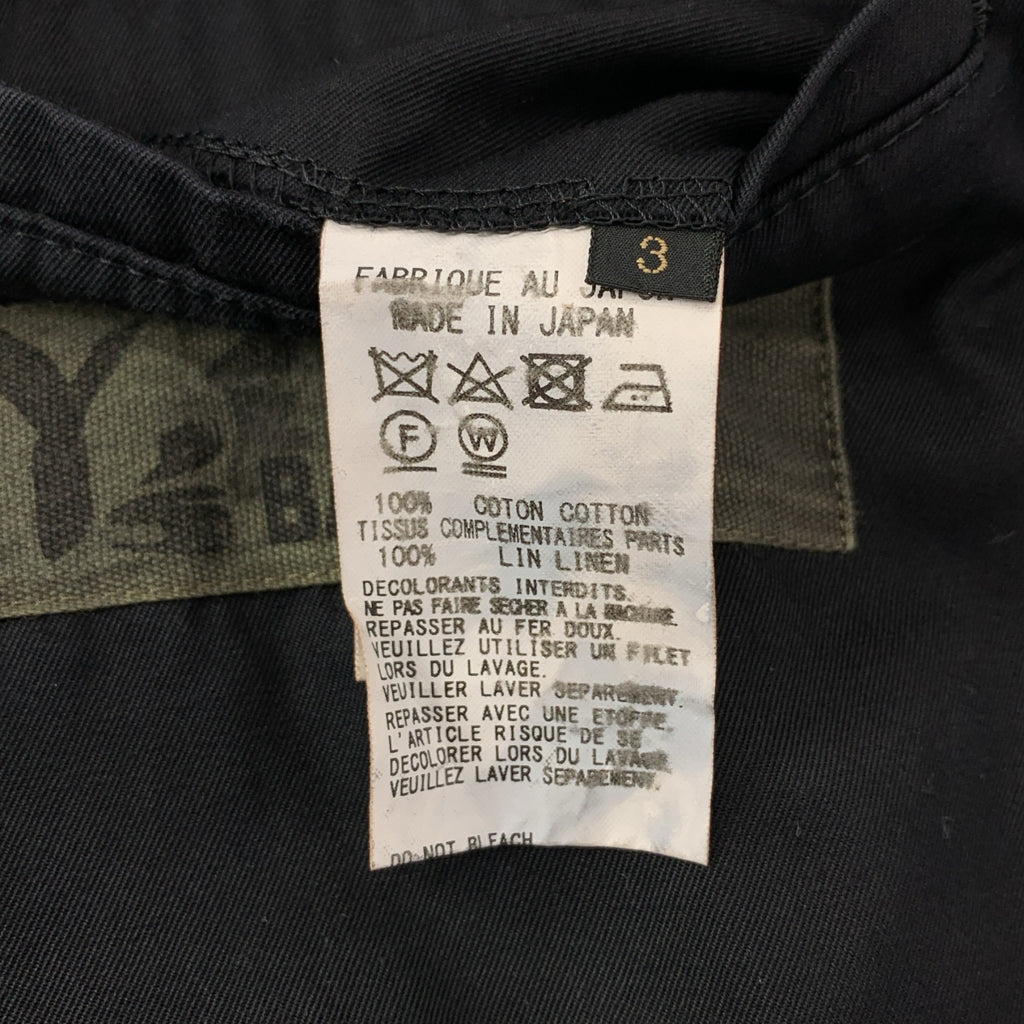 3
FABRIQUE AU JAPON
MADE IN JAPAN
F W
100% COTON COTTON
TISSUS COMPLEMENTAIRES PARTS
100% LIN LINEN
DECOLORANTS INTERDITS.
NE PAS FAIRE SECHER A LA MACHINE.
REPASSER AU FER DOUX.
VEUILLEZ UTILISER UN FILET
LORS DU LAVAGE.
VEUILLER LAVER SEPAREMENT.
REPASSER AVEC UNE ETOFFE.
L'ARTICLE RISQUE DE SE
DECOLORER LORS DU LAVAGE.
VEUILLEZ LAVER SEPAREMENT.
DO NOT BLEACH
B